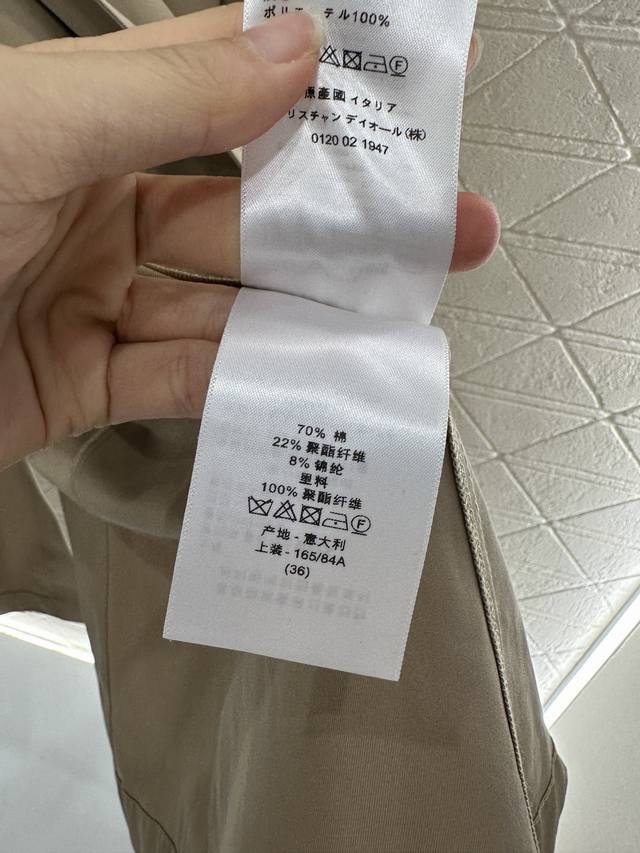 テル100%
原産國イタリア
リスチャン デイオール(株)
0120 02 1947
70% 棉
22% 聚酯纤维
8% 锦纶
里料
100% 聚酯纤维
产地 - 意大利
上装 - 165/84A
(36)